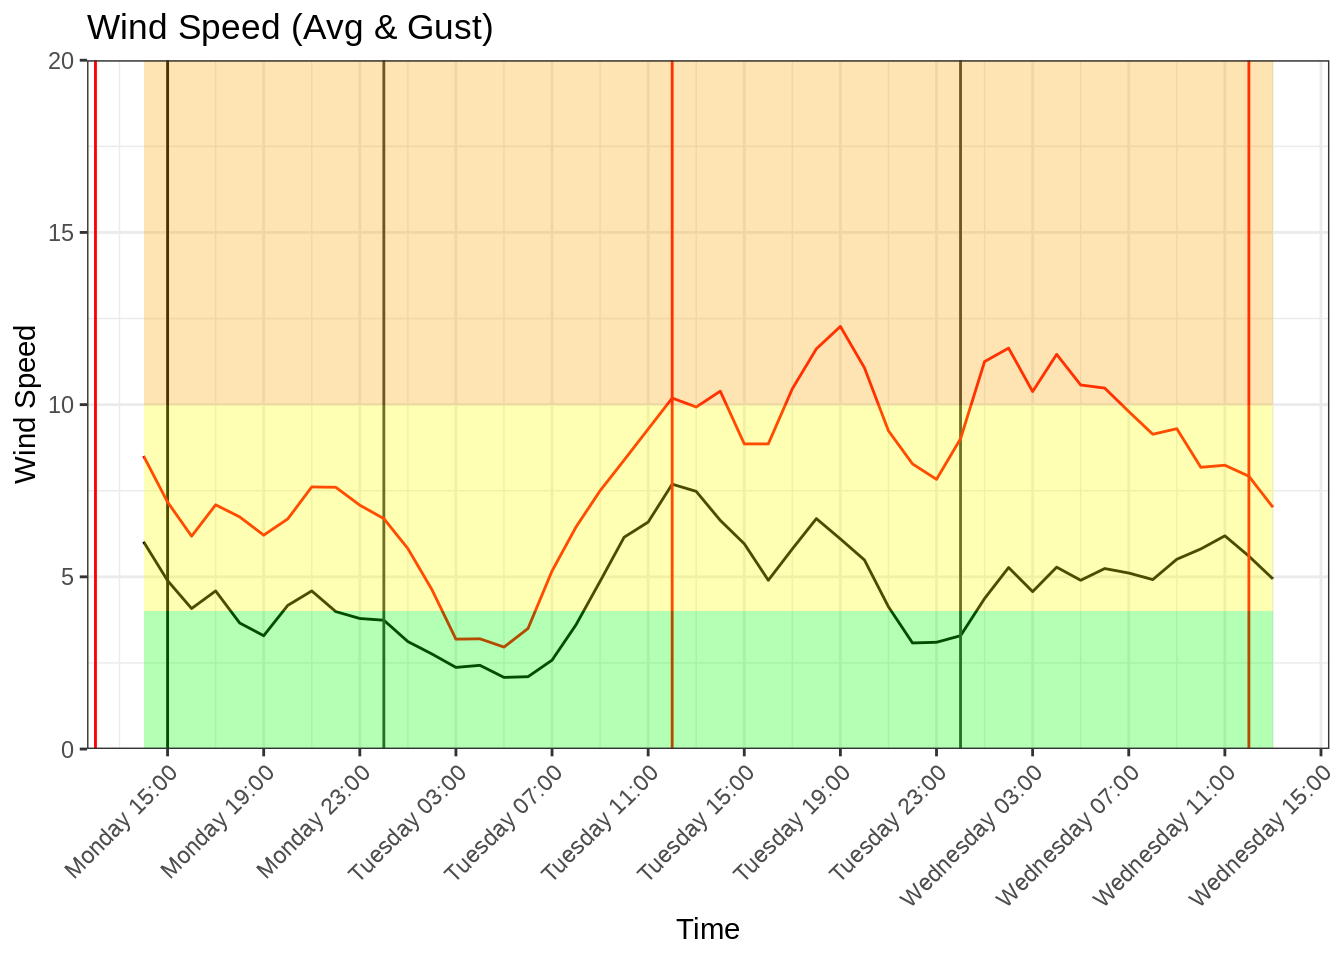 Wind Speed (Avg & Gust)
20
15
10
5
0
Wind Speed
Monday 15:00
Monday 19:00
Monday 23:00
Tuesday 03:00
Tuesday 07:00
Tuesday 11:00
Tuesday 15:00
Tuesday 19:00
Tuesday 23:00
Wednesday 03:00
Wednesday 07:00
Wednesday 11:00
Wednesday 15:00
Time